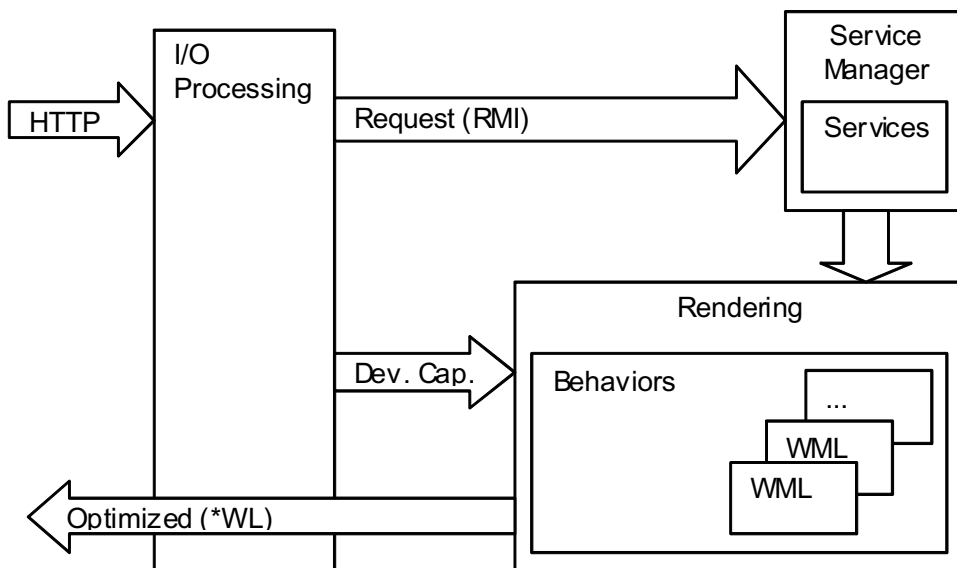 I/O
Processing
Service
Manager
HTTP
Request (RMI)
Services
Rendering
Dev. Cap.
Behaviors
...
WML
WML
Optimized (*WL)